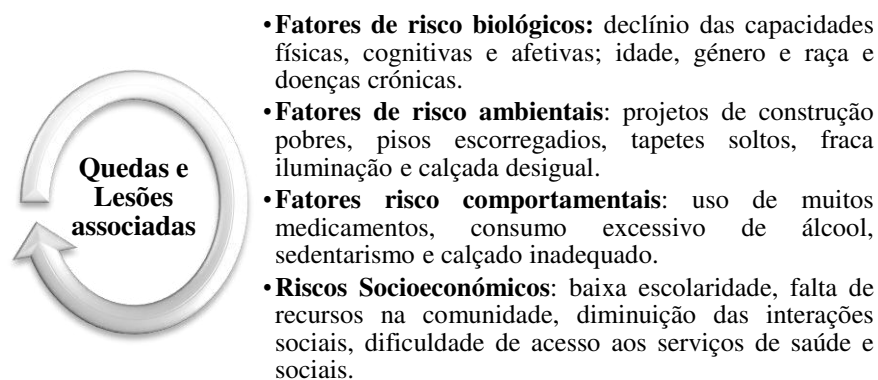 Quedas e
Lesões
associadas
•Fatores de risco biológicos: declínio das capacidades
físicas, cognitivas e afetivas; idade, género e raça e
doenças crónicas.
•Fatores de risco ambientais: projetos de construção
pobres, pisos escorregadios, tapetes soltos, fraca
iluminação e calçada desigual.
•Fatores risco comportamentais: uso de muitos
medicamentos, consumo excessivo de álcool,
sedentarismo e calçado inadequado.
•Riscos Socioeconómicos: baixa escolaridade, falta de
recursos na comunidade, diminuição das interações
sociais, dificuldade de acesso aos serviços de saúde e
sociais.